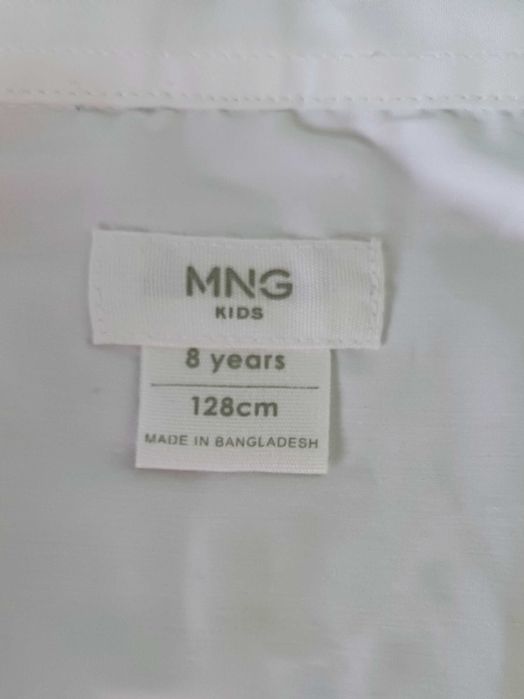 MNG
KIDS
8 years
128cm
MADE IN BANGLADESH